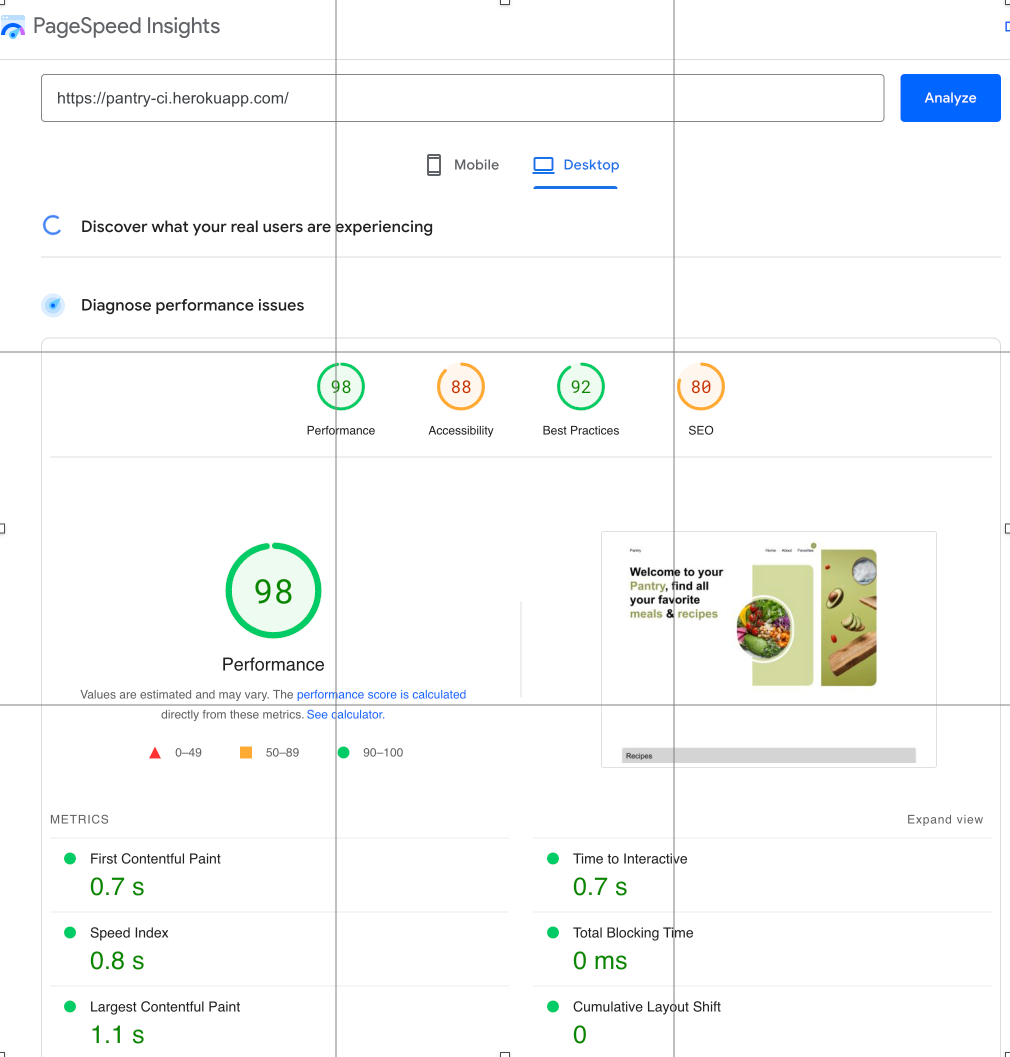 PageSpeed Insights
https://pantry-ci.herokuapp.com/
Analyze
Mobile
Desktop
Discover what your real users are experiencing
Diagnose performance issues
98
88
92
80
Performance
Accessibility
Best Practices
SEO
98
Performance
Values are estimated and may vary. The performance score is calculated
directly from these metrics. See calculator.
0–49
50–89
90–100
Pantry
Home
About
Favorites
Welcome to your
Pantry, find all
your favorite
meals & recipes
Recipes
METRICS
Expand view
First Contentful Paint
0.7 s
Time to Interactive
0.7 s
Speed Index
0.8 s
Total Blocking Time
0 ms
Largest Contentful Paint
1.1 s
Cumulative Layout Shift
0